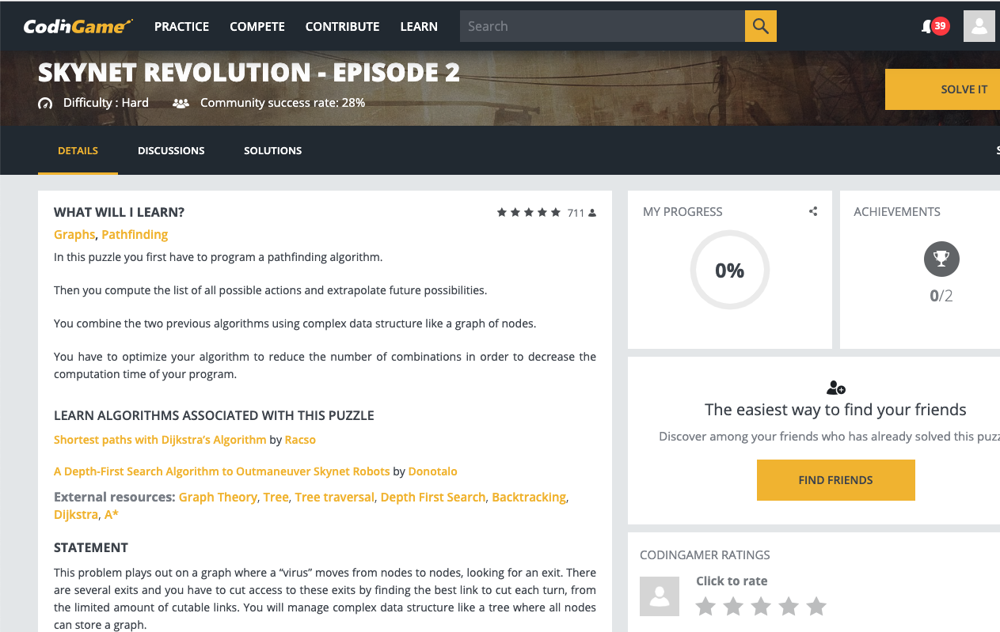 CodinGame
PRACTICE COMPETE CONTRIBUTE LEARN Search 39
SKYNET REVOLUTION - EPISODE 2
Difficulty : Hard Community success rate: 28%
SOLVE IT
DETAILS DISCUSSIONS SOLUTIONS
WHAT WILL I LEARN? 711
Graphs, Pathfinding
In this puzzle you first have to program a pathfinding algorithm.
Then you compute the list of all possible actions and extrapolate future possibilities.
You combine the two previous algorithms using complex data structure like a graph of nodes.
You have to optimize your algorithm to reduce the number of combinations in order to decrease the
computation time of your program.
LEARN ALGORITHMS ASSOCIATED WITH THIS PUZZLE
Shortest paths with Dijkstra's Algorithm by Racso
A Depth-First Search Algorithm to Outmaneuver Skynet Robots by Donotalo
External resources: Graph Theory, Tree, Tree traversal, Depth First Search, Backtracking,
Dijkstra, A*
STATEMENT
This problem plays out on a graph where a “virus” moves from nodes to nodes, looking for an exit. There
are several exits and you have to cut access to these exits by finding the best link to cut each turn, from
the limited amount of cutable links. You will manage complex data structure like a tree where all nodes
can store a graph.
MY PROGRESS
0%
ACHIEVEMENTS
0/2
The easiest way to find your friends
Discover among your friends who has already solved this puzz
FIND FRIENDS
CODINGAMER RATINGS
Click to rate